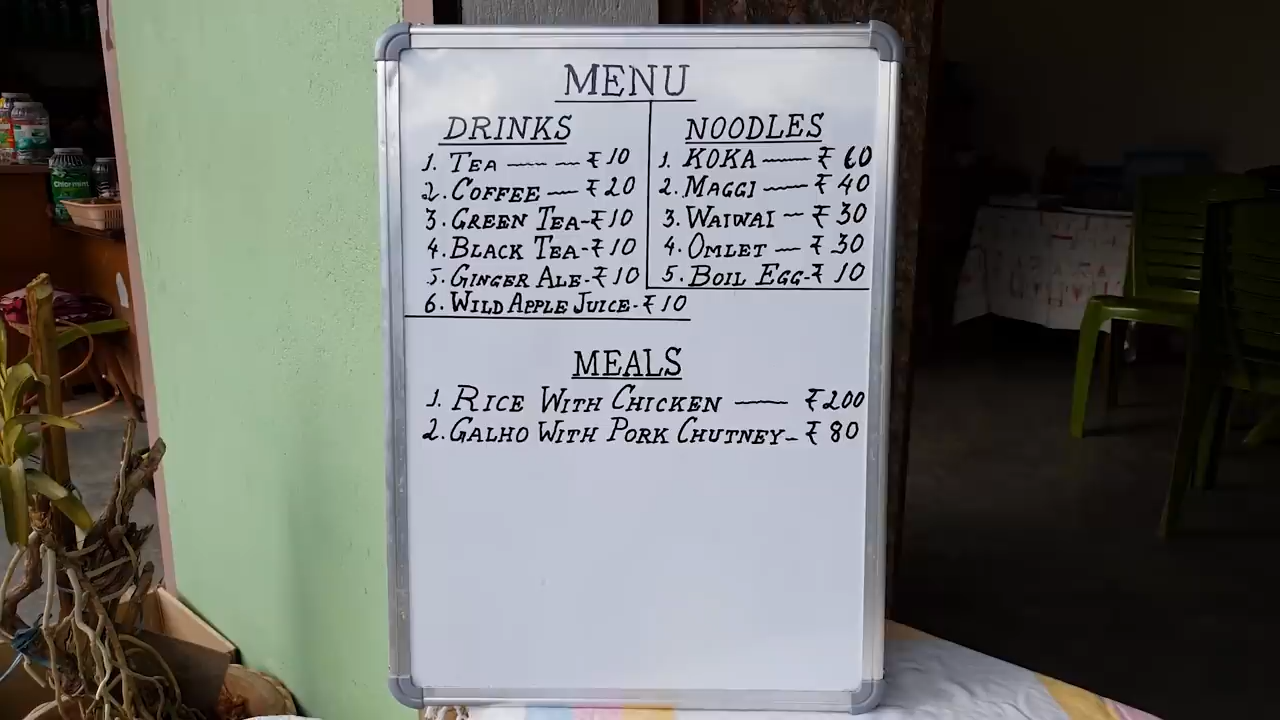 MENU
DRINKS
1. TEA —— — ₹10
2. COFFEE —— ₹20
3. GREEN TEA-₹10
4. BLACK TEA-₹10
5. GINGER ALE-₹10
6. WILD APPLE JUICE-₹10
NOODLES
1. KOKA —— ₹60
2. MAGGI —— ₹40
3. WAIWAI — ₹30
4. OMLET — ₹30
5. BOIL EGG-₹10
MEALS
1. RICE WITH CHICKEN —— ₹200
2. GALHO WITH PORK CHUTNEY-₹80
Chlormint